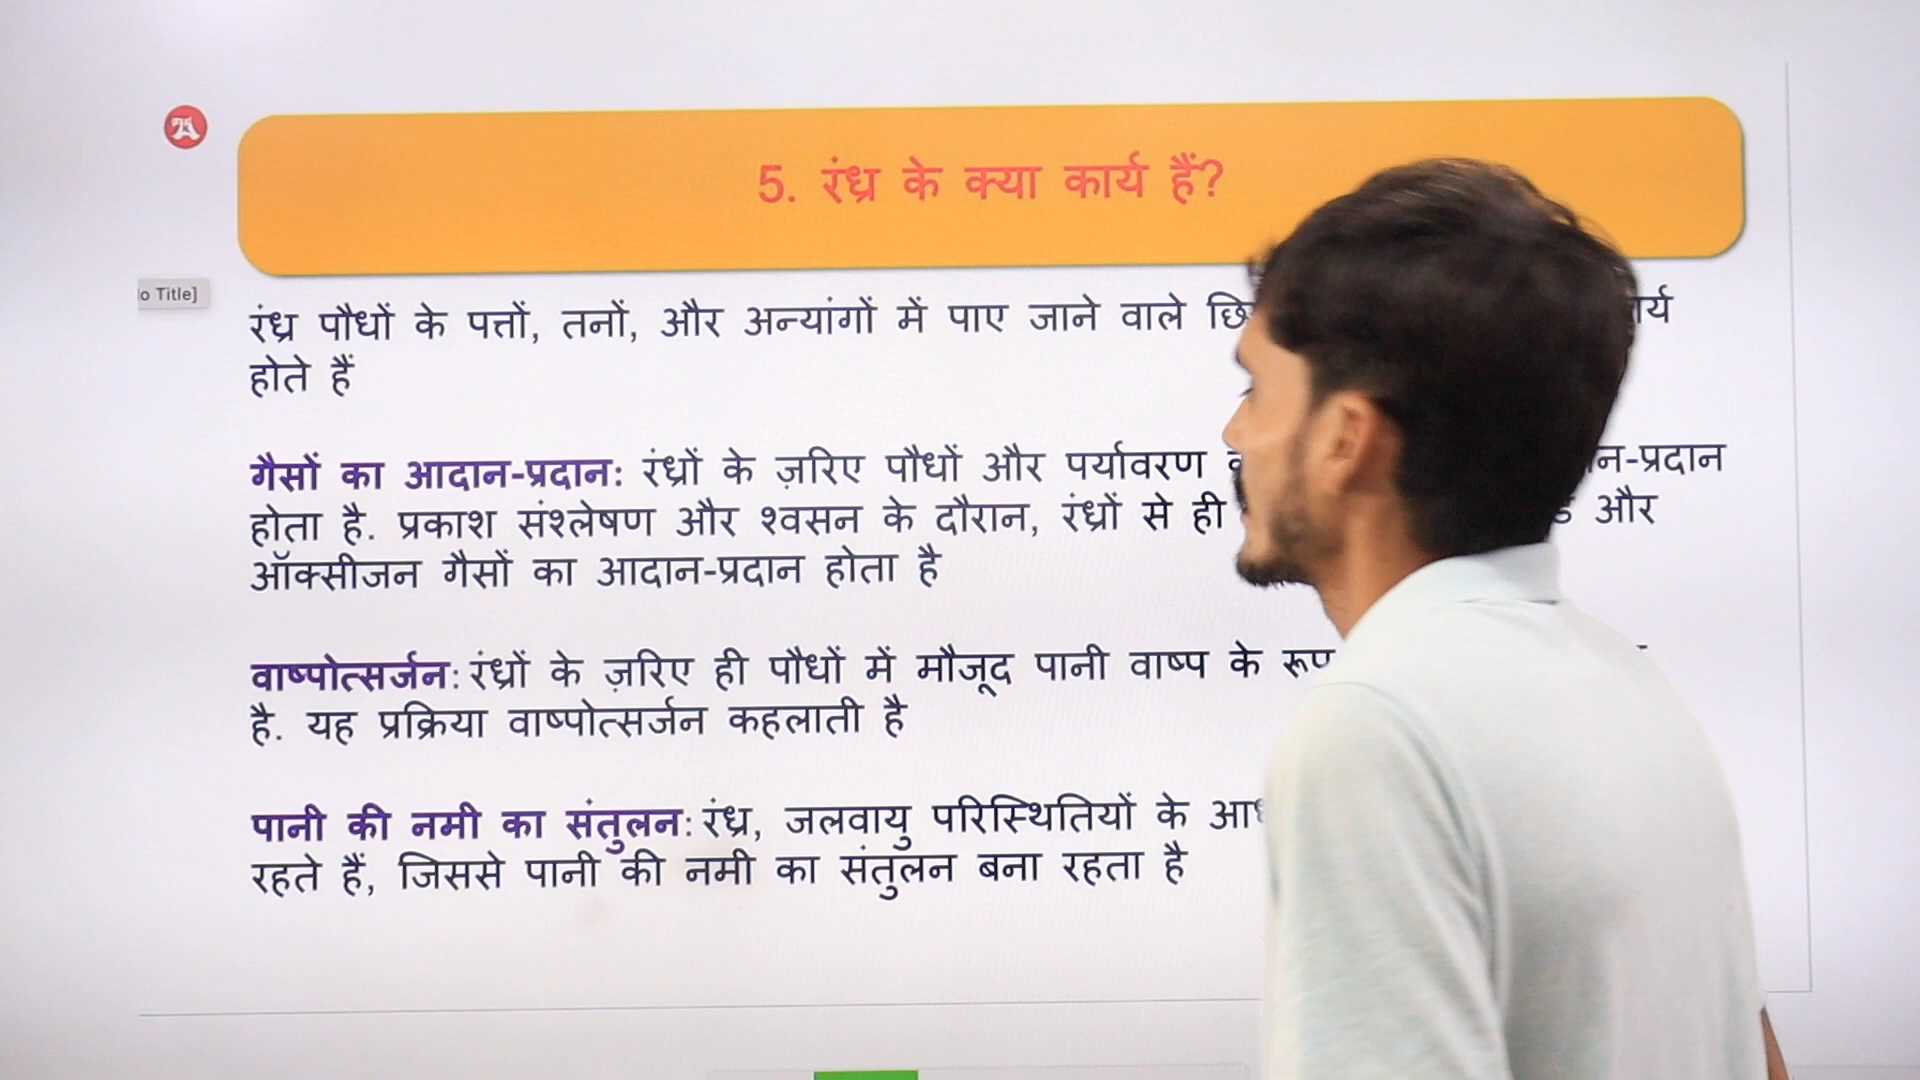 5. रंध्र के क्या कार्य हैं?
Title]
रंध्र पौधों के पत्तों, तनों, और अन्यांगों में पाए जाने वाले
होते हैं
गैसों का आदान-प्रदान: रंध्रों के ज़रिए पौधों और पर्यावरण
होता है. प्रकाश संश्लेषण और श्वसन के दौरान, रंध्रों से ही और
ऑक्सीजन गैसों का आदान-प्रदान होता है
वाष्पोत्सर्जन: रंध्रों के ज़रिए ही पौधों में मौजूद पानी वाष्प के
है. यह प्रक्रिया वाष्पोत्सर्जन कहलाती है
पानी की नमी का संतुलन: रंध्र, जलवायु परिस्थितियों के
रहते हैं, जिससे पानी की नमी का संतुलन बना रहता है